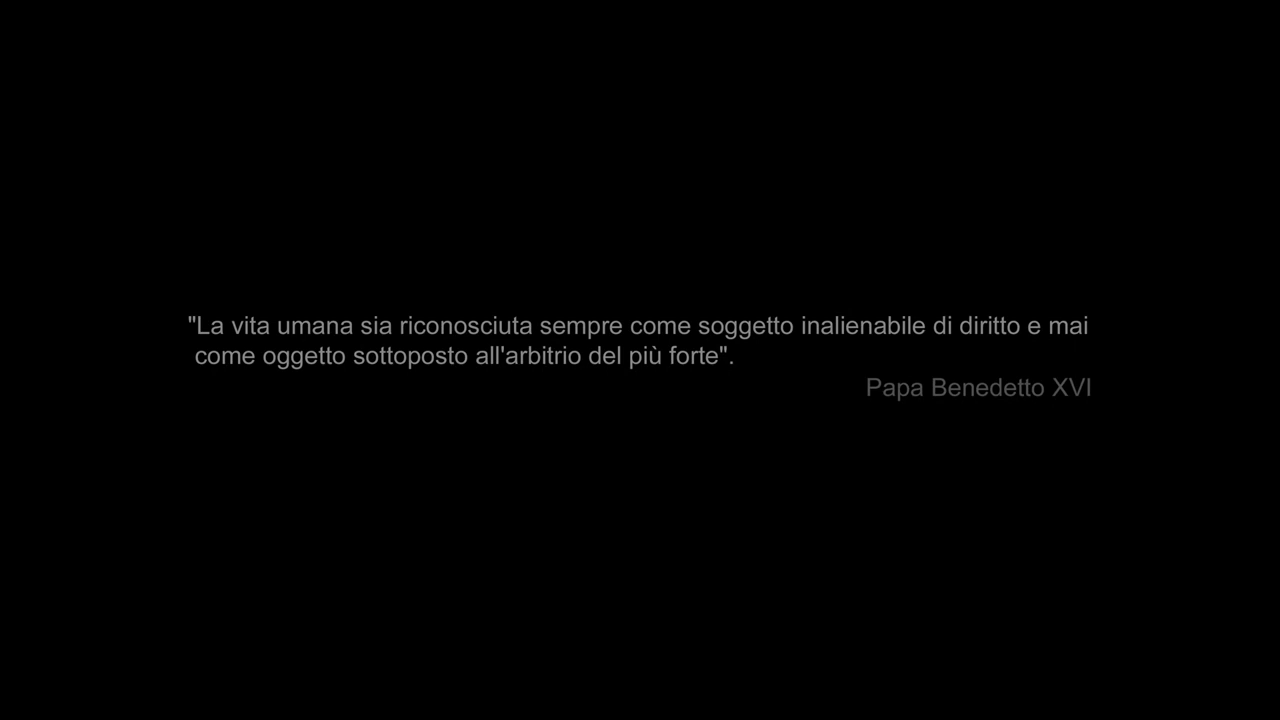 "La vita umana sia riconosciuta sempre come soggetto inalienabile di diritto e mai
come oggetto sottoposto all'arbitrio del più forte".
Papa Benedetto XVI